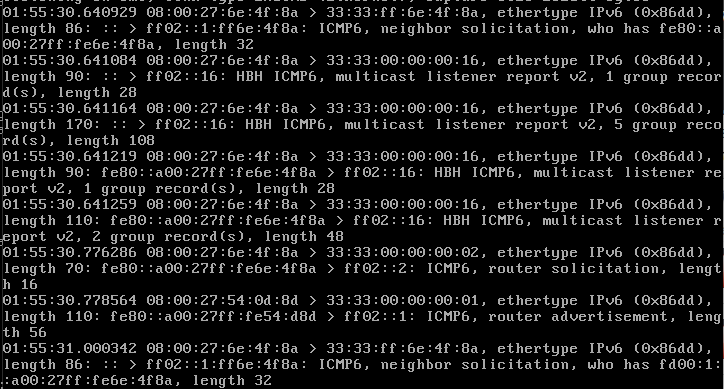 01:55:30.640929 08:00:27:6e:4f:8a > 33:33:ff:6e:4f:8a, ethertype IPv6 (0x86dd),
length 86: :: > ff02::1:ff6e:4f8a: ICMP6, neighbor solicitation, who has fe80::a
00:27ff:fe6e:4f8a, length 32
01:55:30.641084 08:00:27:6e:4f:8a > 33:33:00:00:00:16, ethertype IPv6 (0x86dd),
length 90: :: > ff02::16: HBH ICMP6, multicast listener report v2, 1 group recor
d(s), length 28
01:55:30.641164 08:00:27:6e:4f:8a > 33:33:00:00:00:16, ethertype IPv6 (0x86dd),
length 170: :: > ff02::16: HBH ICMP6, multicast listener report v2, 5 group reco
rd(s), length 108
01:55:30.641219 08:00:27:6e:4f:8a > 33:33:00:00:00:16, ethertype IPv6 (0x86dd),
length 90: fe80::a00:27ff:fe6e:4f8a > ff02::16: HBH ICMP6, multicast listener re
port v2, 1 group record(s), length 28
01:55:30.641259 08:00:27:6e:4f:8a > 33:33:00:00:00:16, ethertype IPv6 (0x86dd),
length 110: fe80::a00:27ff:fe6e:4f8a > ff02::16: HBH ICMP6, multicast listener r
eport v2, 2 group record(s), length 48
01:55:30.776286 08:00:27:6e:4f:8a > 33:33:00:00:00:02, ethertype IPv6 (0x86dd),
length 70: fe80::a00:27ff:fe6e:4f8a > ff02::2: ICMP6, router solicitation, lengt
h 16
01:55:30.778564 08:00:27:54:0d:8d > 33:33:00:00:00:01, ethertype IPv6 (0x86dd),
length 110: fe80::a00:27ff:fe54:d8d > ff02::1: ICMP6, router advertisement, leng
th 56
01:55:31.000342 08:00:27:6e:4f:8a > 33:33:ff:6e:4f:8a, ethertype IPv6 (0x86dd),
length 86: :: > ff02::1:ff6e:4f8a: ICMP6, neighbor solicitation, who has fd00:1:
:a00:27ff:fe6e:4f8a, length 32